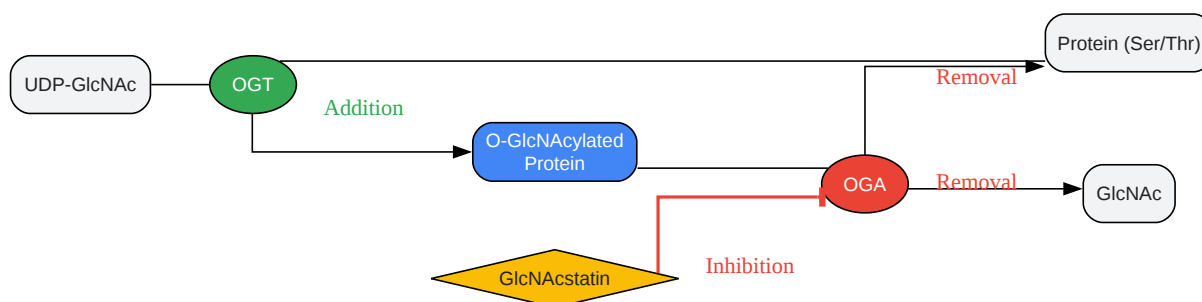 Protein (Ser/Thr)
UDP-GlcNAc
OGT
Removal
Addition
O-GlcNAcylated
Protein
OGA
Removal
GlcNAc
GlcNAcstatin
Inhibition